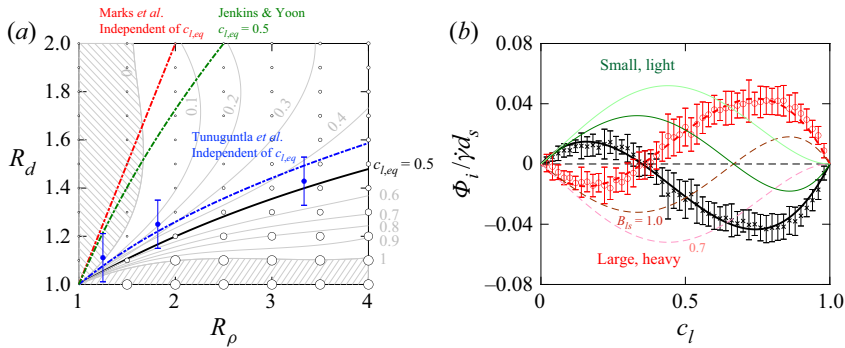 (a)
Marks et al.
Independent of c_l,eq
Jenkins & Yoon
c_l,eq = 0.5
2.0
1.8
1.6
1.4
1.2
1.0
R_d
0
0.1
0.2
0.3
0.4
Tunuguntla et al.
Independent of c_l,eq
c_l,eq = 0.5
0.6
0.7
0.8
0.9
1
1
2
3
4
R_ρ
(b)
0.08
0.04
0
−0.04
−0.08
Φ_i/γ̇d_s
Small, light
B_ls = 1.0
0.7
Large, heavy
0
0.5
1.0
c_l